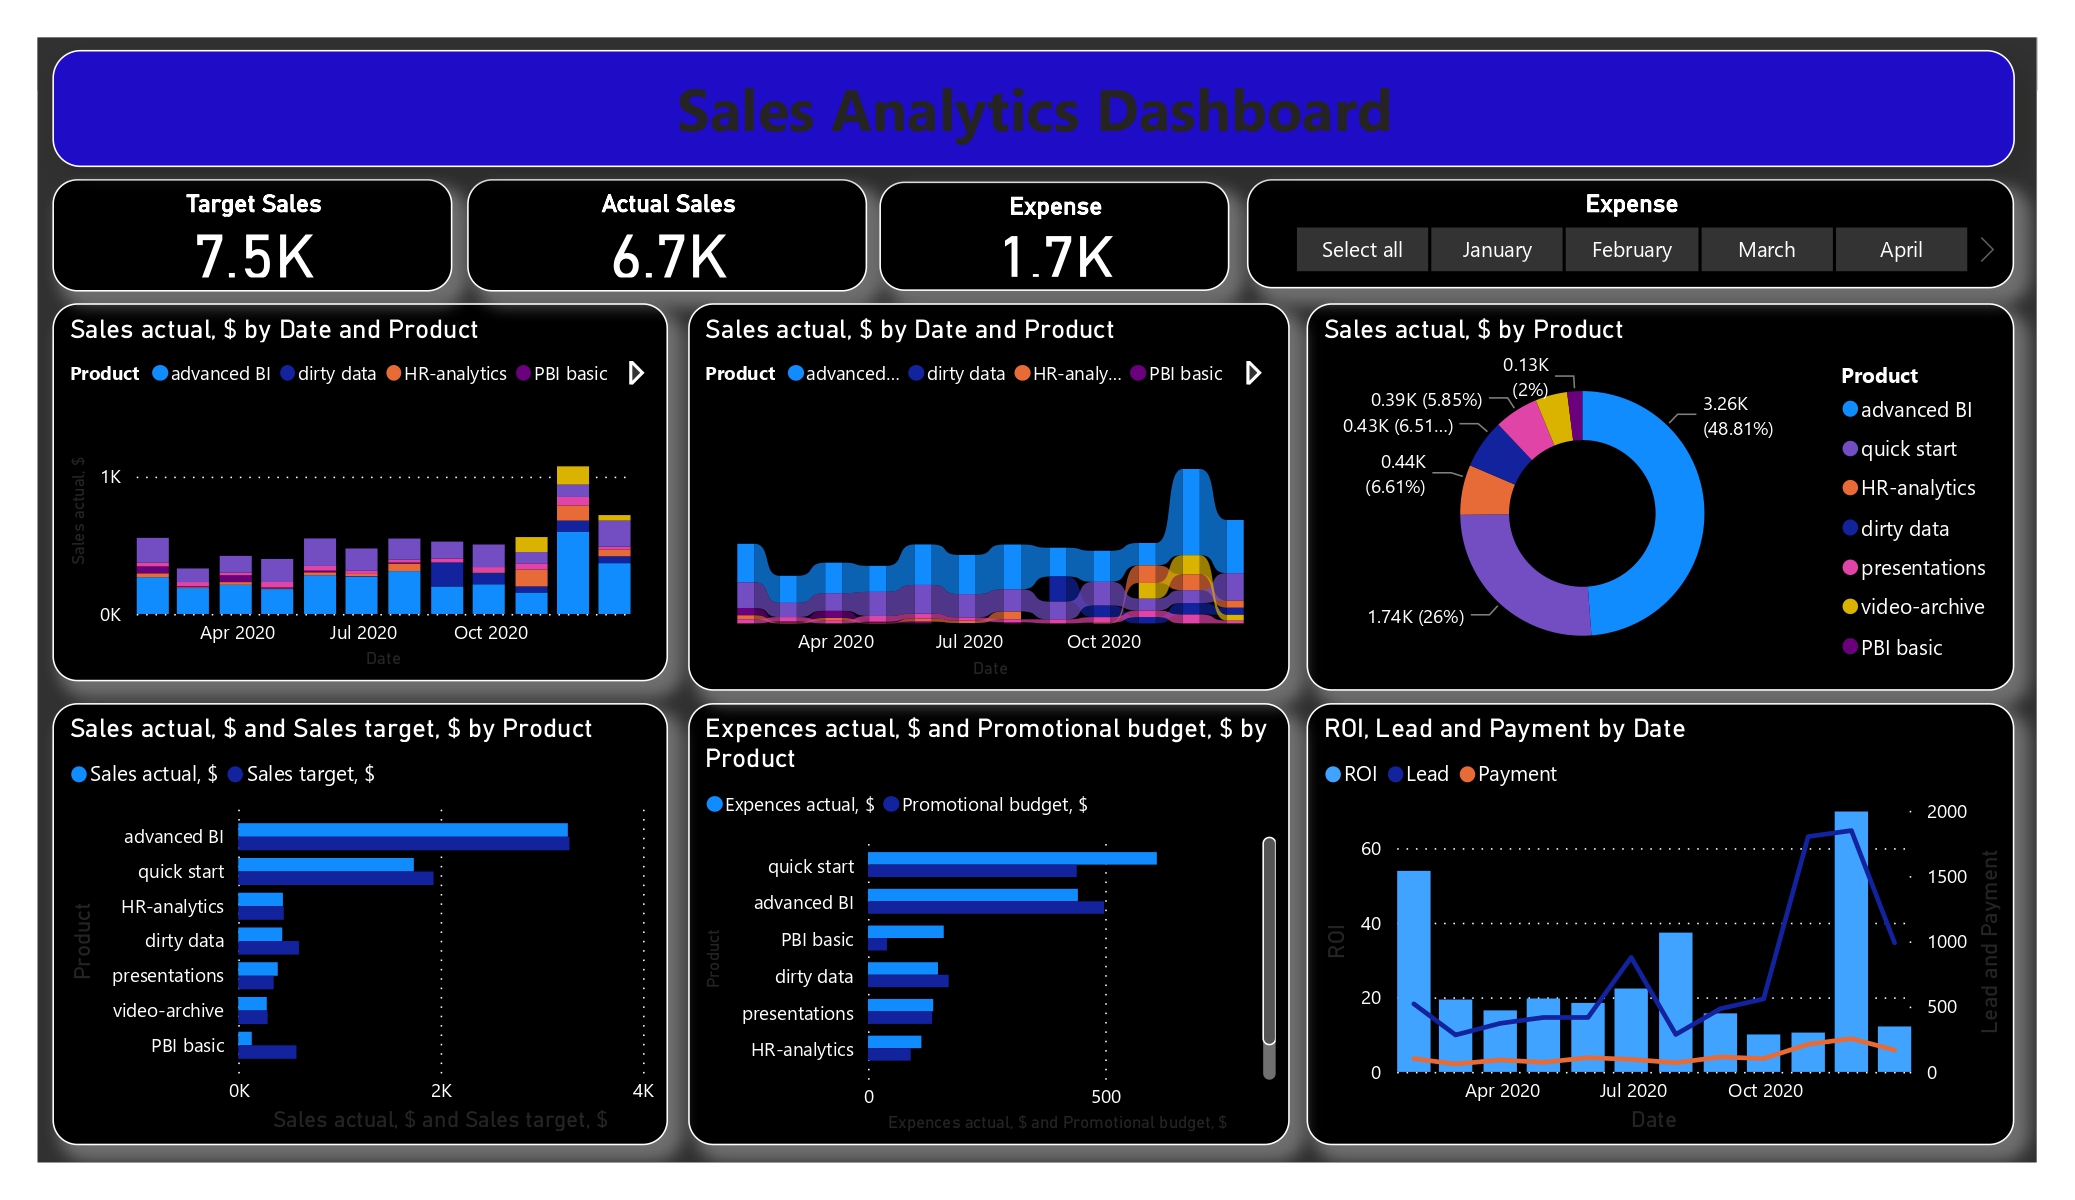 Sales Analytics Dashboard
Target Sales
7.5K
Actual Sales
6.7K
Expense
1.7K
Expense
Select all January February March April
Sales actual, $ by Date and Product
Product advanced BI dirty data HR-analytics PBI basic
Sales actual, $
1K
0K
Apr 2020 Jul 2020 Oct 2020
Date
Sales actual, $ by Date and Product
Product advanced... dirty data HR-analy... PBI basic
Apr 2020 Jul 2020 Oct 2020
Date
Sales actual, $ by Product
0.13K
(2%)
0.39K (5.85%)
0.43K (6.51...)
0.44K
(6.61%)
1.74K (26%)
3.26K
(48.81%)
Product
advanced BI
quick start
HR-analytics
dirty data
presentations
video-archive
PBI basic
Sales actual, $ and Sales target, $ by Product
Sales actual, $ Sales target, $
Product
advanced BI
quick start
HR-analytics
dirty data
presentations
video-archive
PBI basic
0K 2K 4K
Sales actual, $ and Sales target, $
Expences actual, $ and Promotional budget, $ by
Product
Expences actual, $ Promotional budget, $
Product
quick start
advanced BI
PBI basic
dirty data
presentations
HR-analytics
0 500
Expences actual, $ and Promotional budget, $
ROI, Lead and Payment by Date
ROI Lead Payment
ROI
60
40
20
0
2000
1500
1000
500
0
Lead and Payment
Apr 2020 Jul 2020 Oct 2020
Date